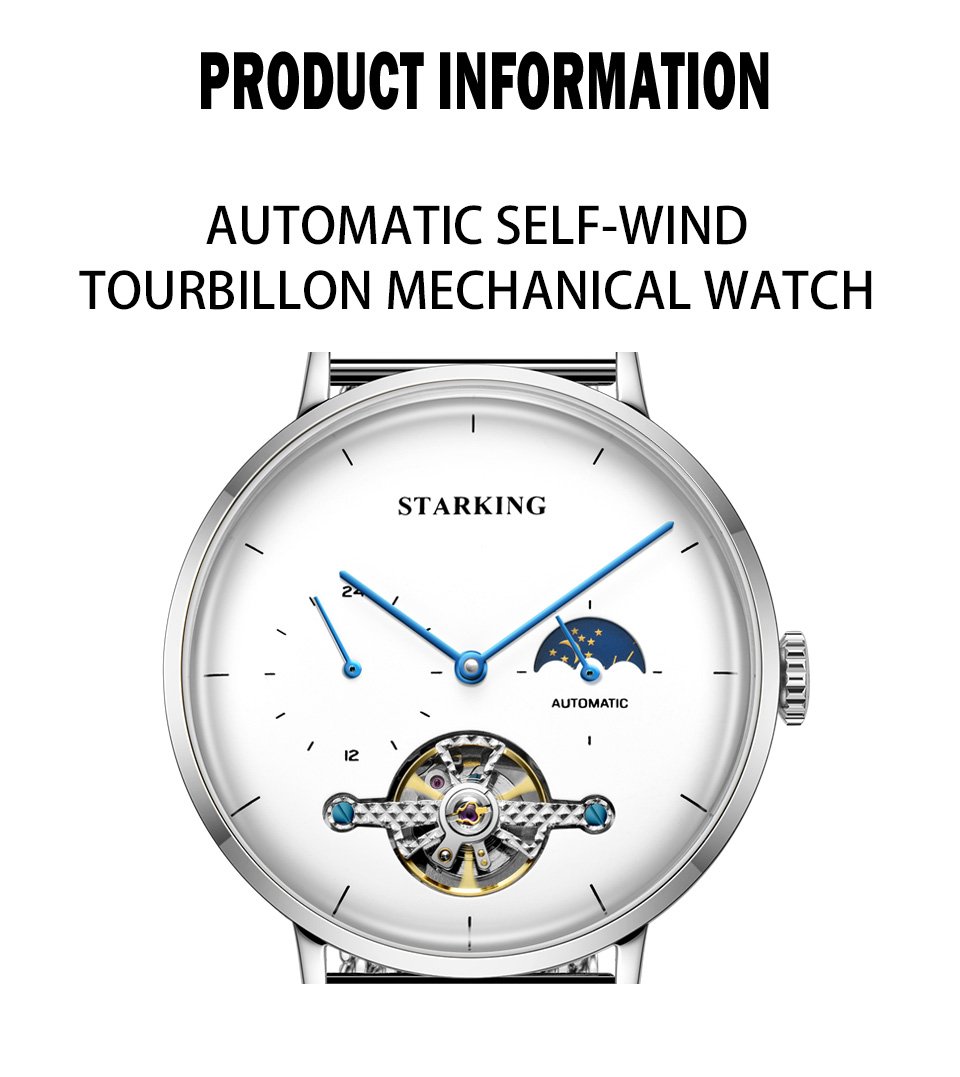 PRODUCT INFORMATION
AUTOMATIC SELF-WIND
TOURBILLON MECHANICAL WATCH
STARKING
24
AUTOMATIC
12